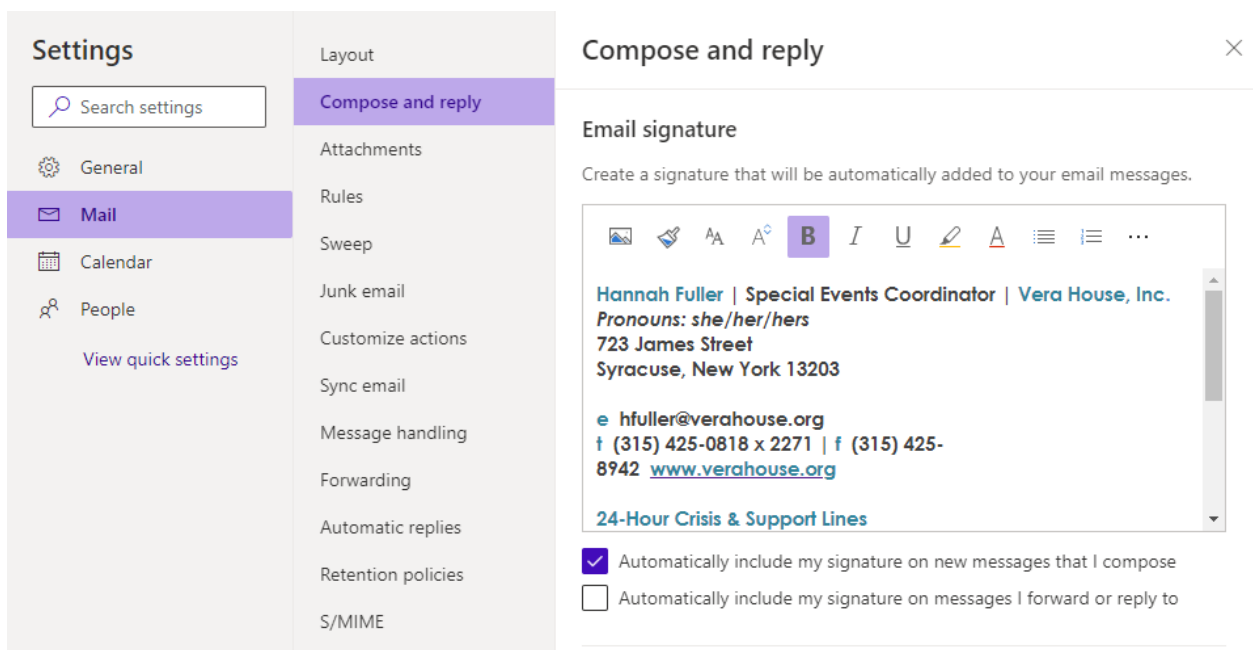 Settings
Search settings
General
Mail
Calendar
People
View quick settings
Layout
Compose and reply
Attachments
Rules
Sweep
Junk email
Customize actions
Sync email
Message handling
Forwarding
Automatic replies
Retention policies
S/MIME
Compose and reply
Email signature
Create a signature that will be automatically added to your email messages.
B I U A
Hannah Fuller | Special Events Coordinator | Vera House, Inc.
Pronouns: she/her/hers
723 James Street
Syracuse, New York 13203
e hfuller@verahouse.org
t (315) 425-0818 x 2271 | f (315) 425-
8942 www.verahouse.org
24-Hour Crisis & Support Lines
Automatically include my signature on new messages that I compose
Automatically include my signature on messages I forward or reply to